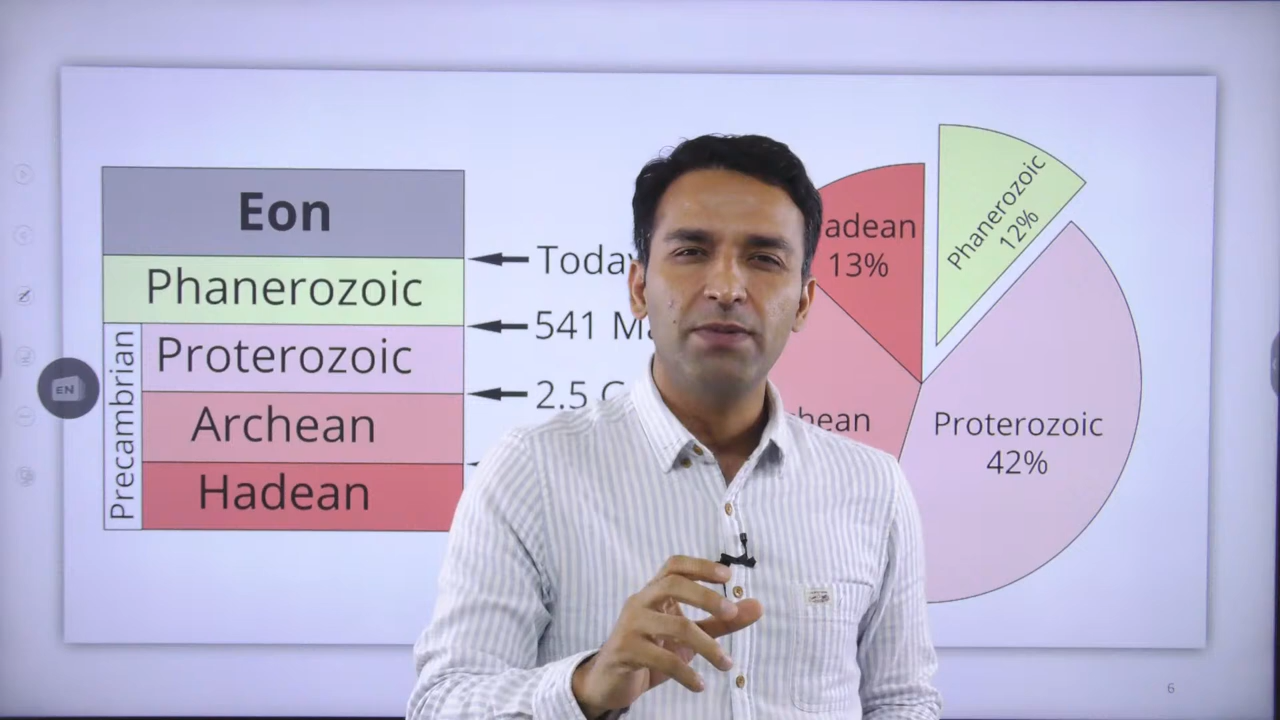 Eon
Phanerozoic
Precambrian
Proterozoic
Archean
Hadean
Today
541 Ma
2.5 G
adean
13%
Phanerozoic
12%
hean
Proterozoic
42%
EN
6